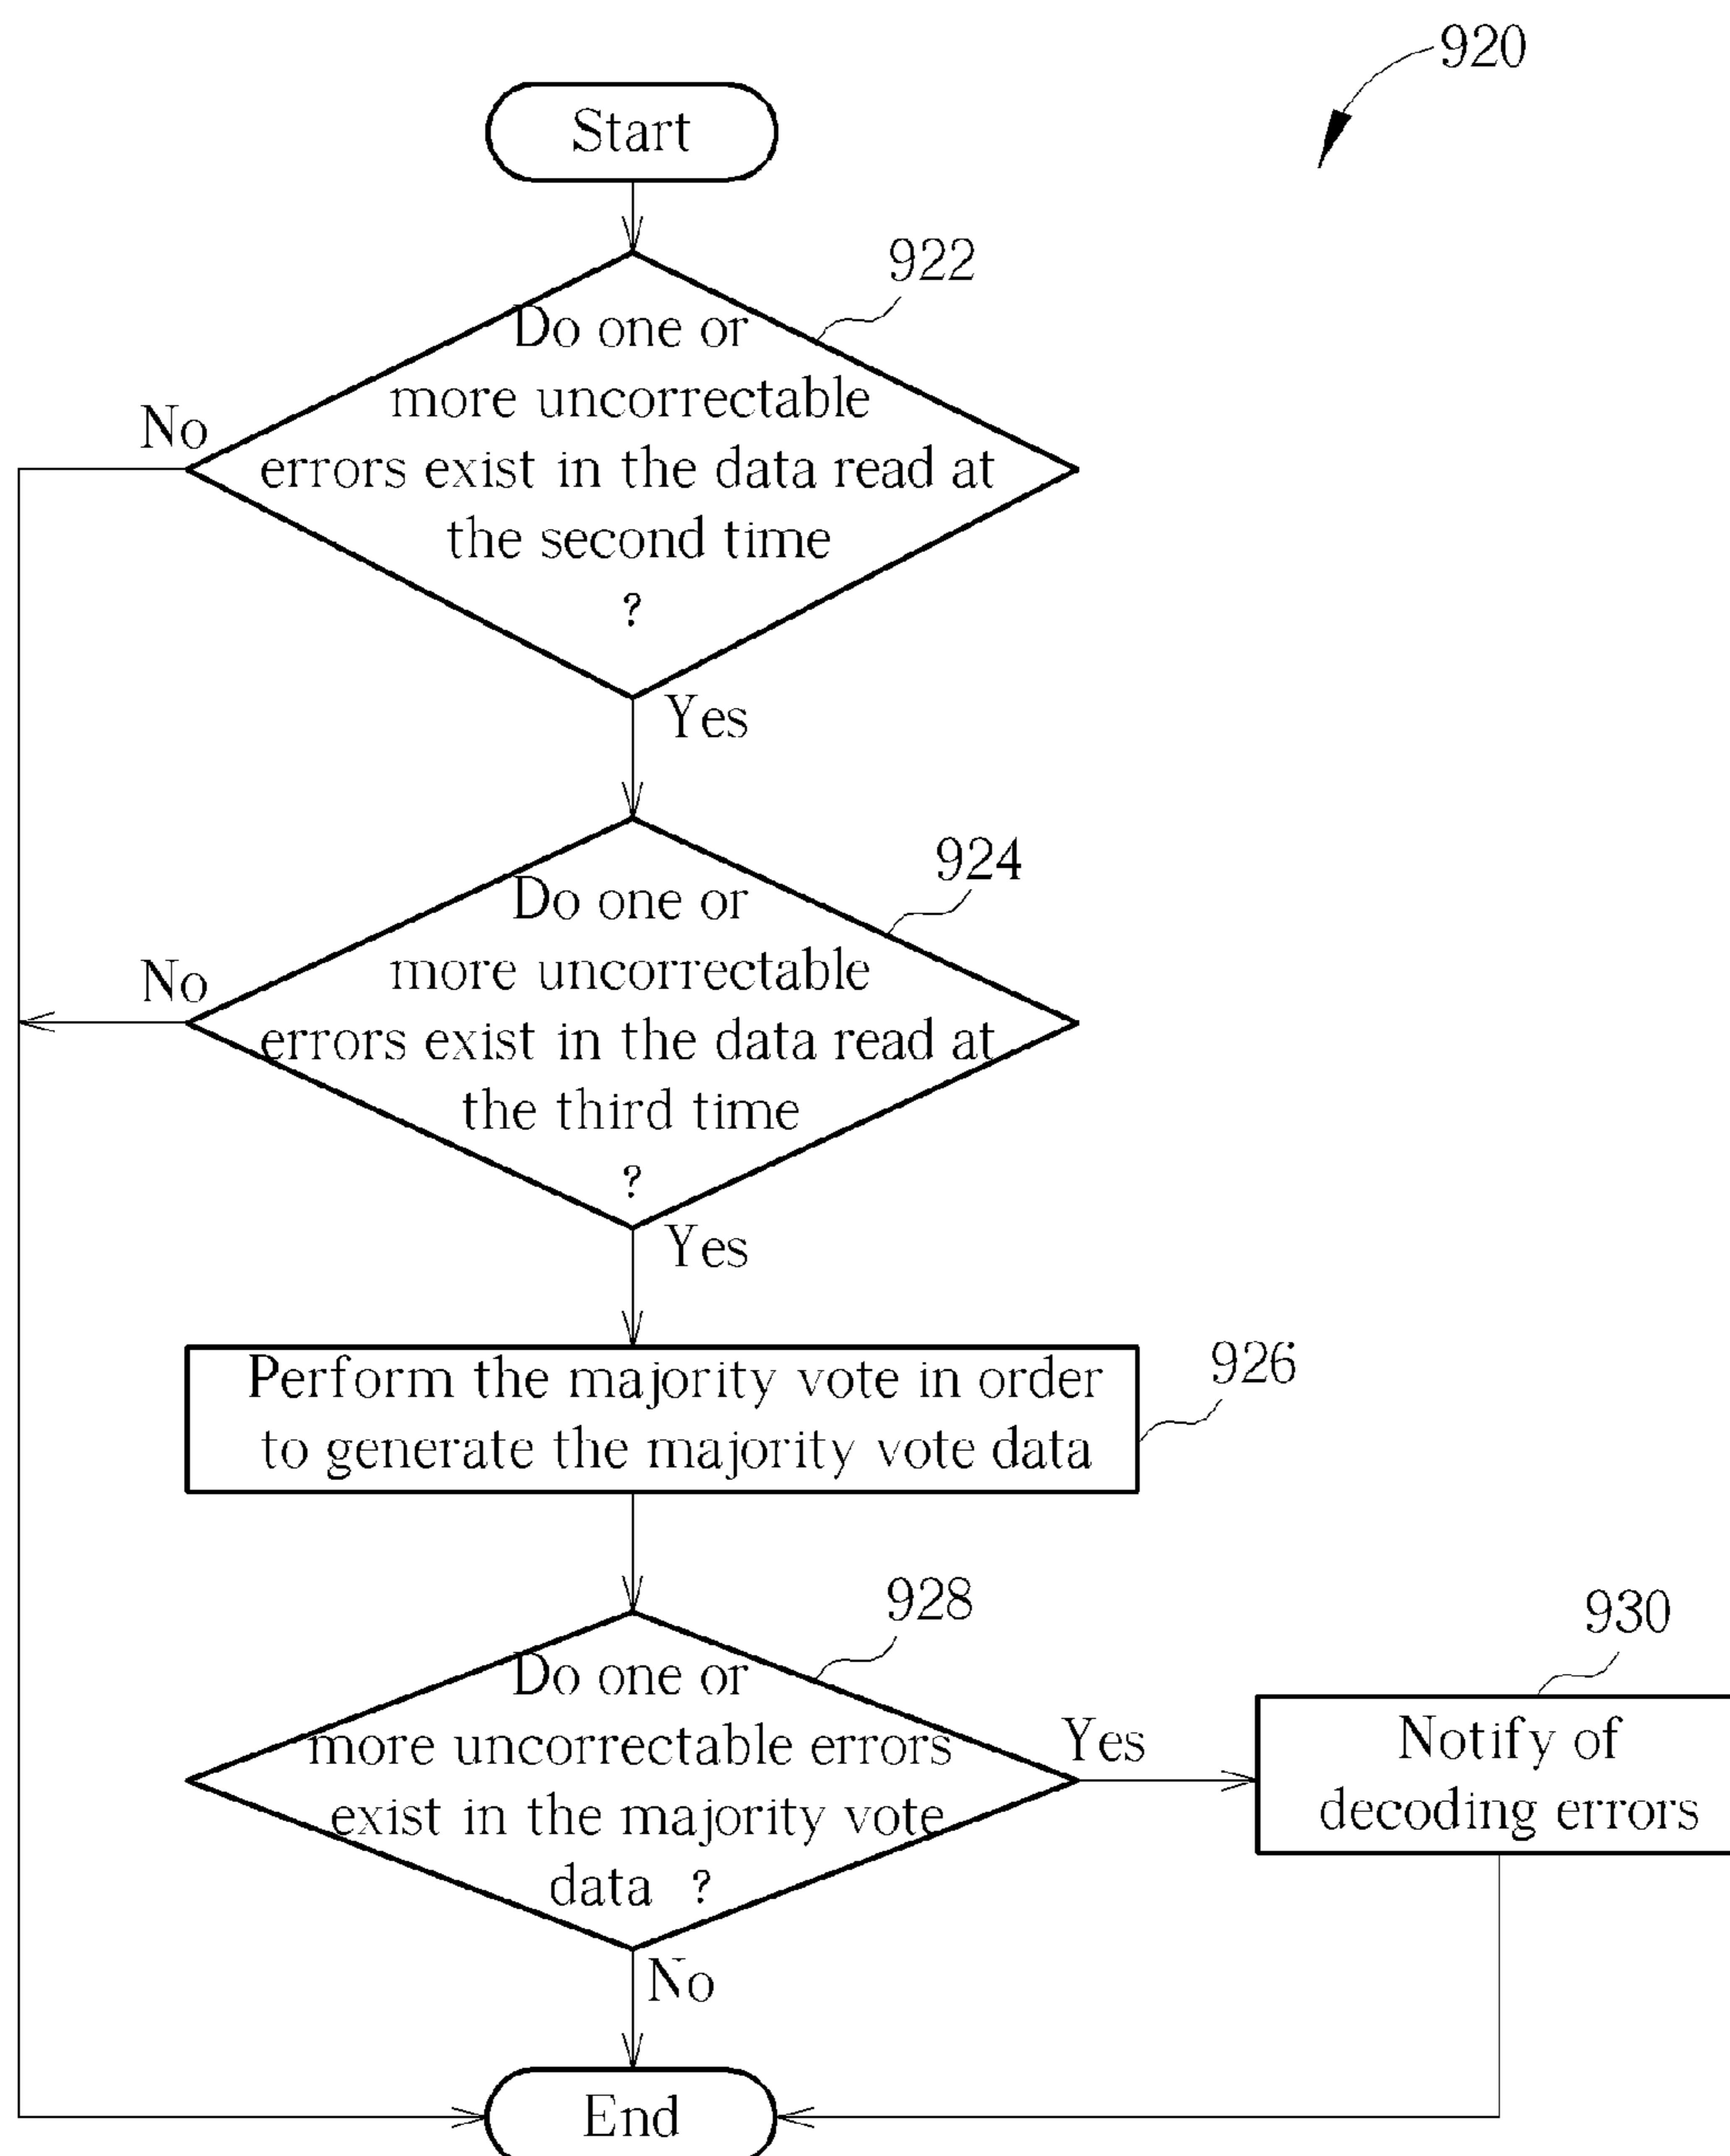 920
Start
922
Do one or
more uncorrectable
errors exist in the data read at
the second time
?
No
Yes
924
Do one or
more uncorrectable
errors exist in the data read at
the third time
?
No
Yes
Perform the majority vote in order
to generate the majority vote data
926
928
Do one or
more uncorrectable errors
exist in the majority vote
data ?
Yes
930
Notify of
decoding errors
No
End